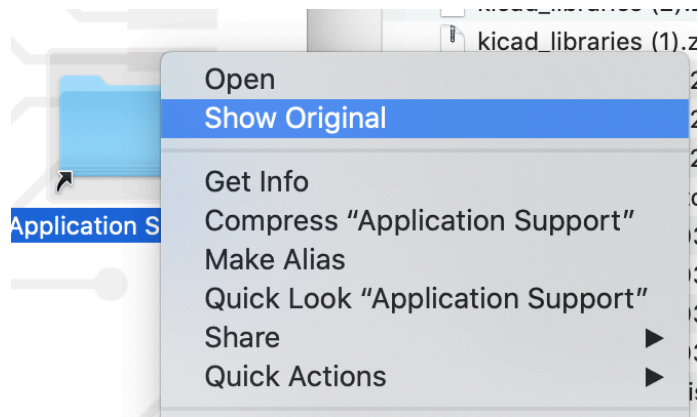 kicad_libraries (1).z
Open
Show Original
Get Info
Application S
Compress “Application Support”
Make Alias
Quick Look “Application Support”
Share
Quick Actions